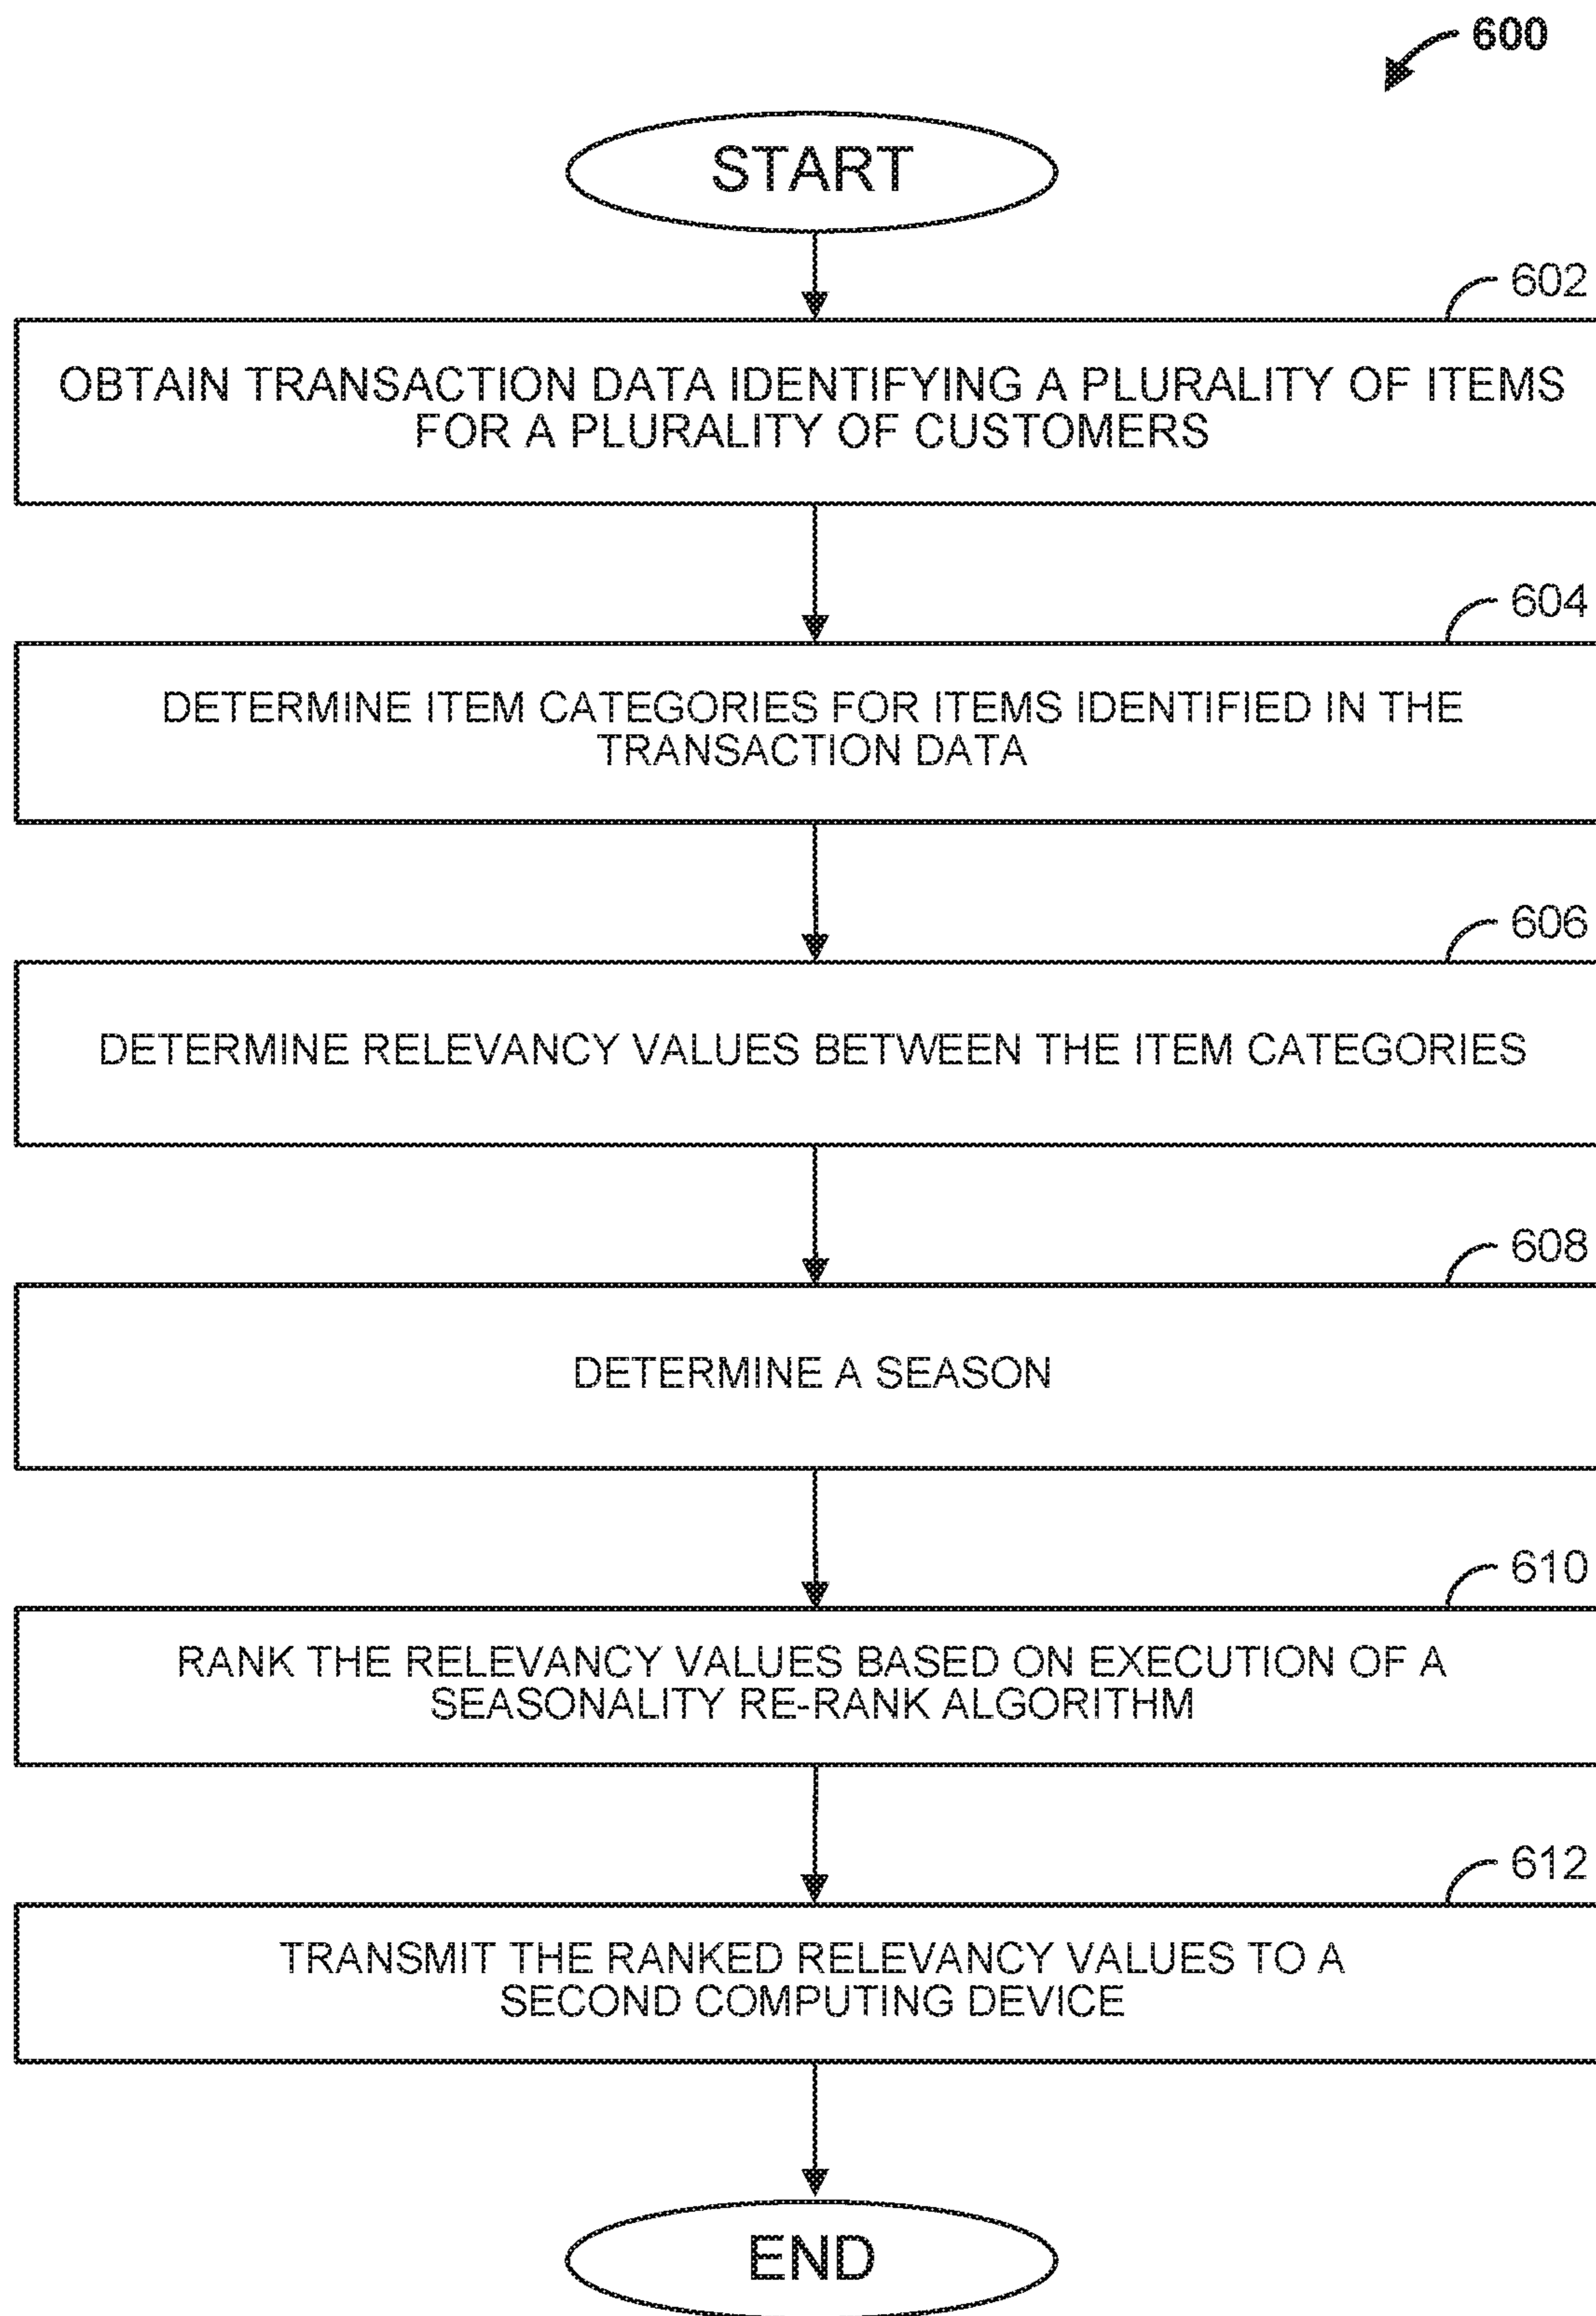 600
START
602
OBTAIN TRANSACTION DATA IDENTIFYING A PLURALITY OF ITEMS
FOR A PLURALITY OF CUSTOMERS
604
DETERMINE ITEM CATEGORIES FOR ITEMS IDENTIFIED IN THE
TRANSACTION DATA
606
DETERMINE RELEVANCY VALUES BETWEEN THE ITEM CATEGORIES
608
DETERMINE A SEASON
610
RANK THE RELEVANCY VALUES BASED ON EXECUTION OF A
SEASONALITY RE-RANK ALGORITHM
612
TRANSMIT THE RANKED RELEVANCY VALUES TO A
SECOND COMPUTING DEVICE
END